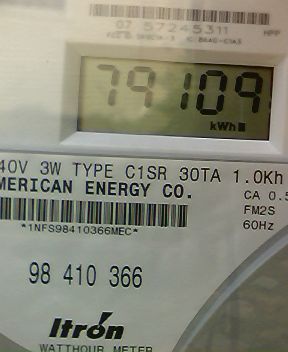 07 57245311
79109
kWh
40V 3W TYPE C1SR 30TA 1.0Kh
MERICAN ENERGY CO.
CA 0.5
FM2S
60Hz
*1NFS98410366MEC*
98 410 366
Itrón
WATTHOUR METER